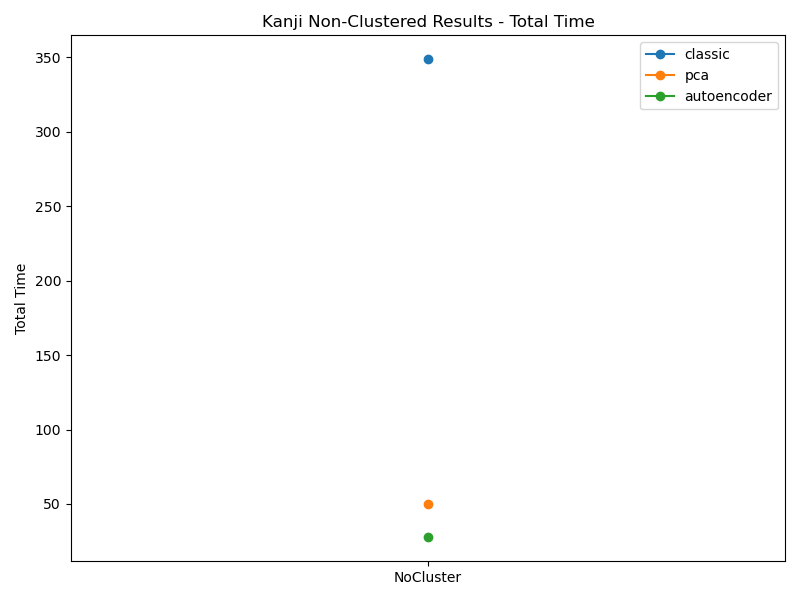 Kanji Non-Clustered Results - Total Time
classic
pca
autoencoder
350
300
250
200
150
100
50
Total Time
NoCluster